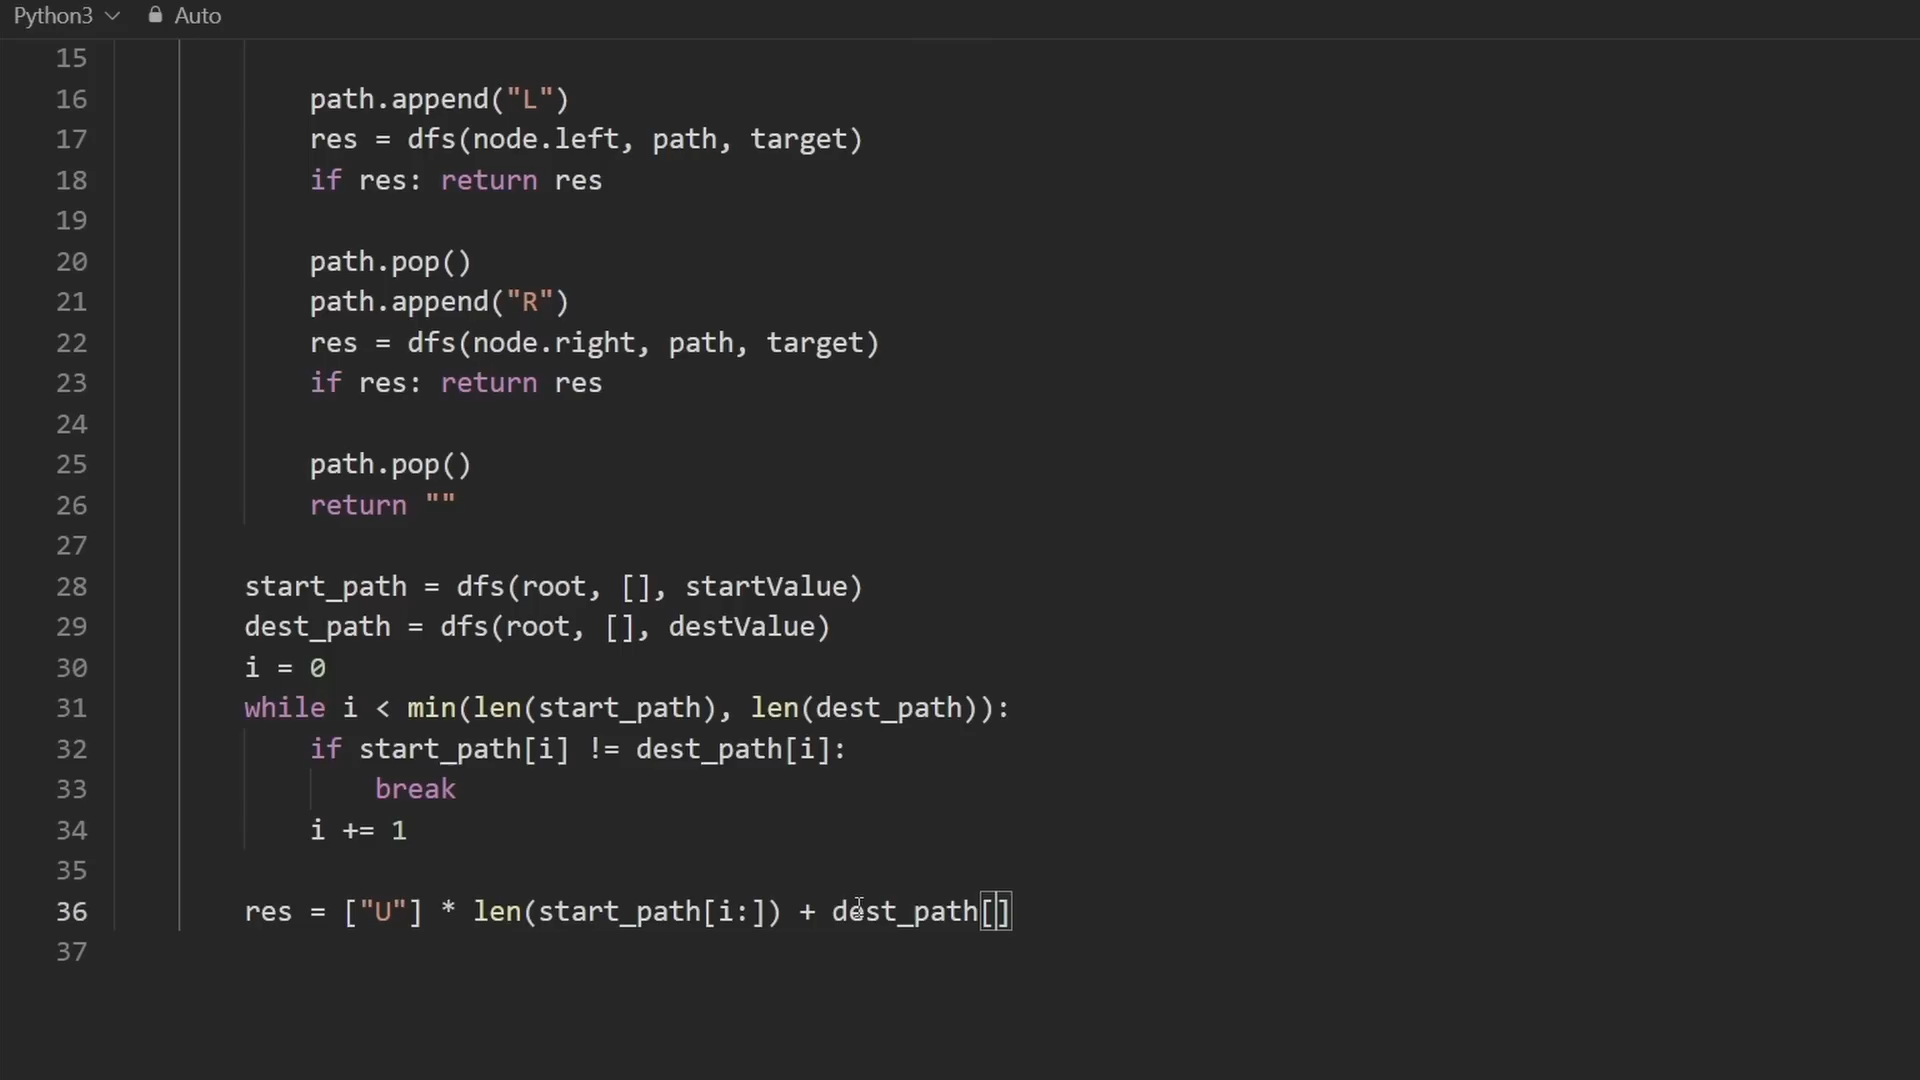 Python3 Auto
15
16 path.append("L")
17 res = dfs(node.left, path, target)
18 if res: return res
19
20 path.pop()
21 path.append("R")
22 res = dfs(node.right, path, target)
23 if res: return res
24
25 path.pop()
26 return ""
27
28 start_path = dfs(root, [], startValue)
29 dest_path = dfs(root, [], destValue)
30 i = 0
31 while i < min(len(start_path), len(dest_path)):
32 if start_path[i] != dest_path[i]:
33 break
34 i += 1
35
36 res = ["U"] * len(start_path[i:]) + dest_path[]
37